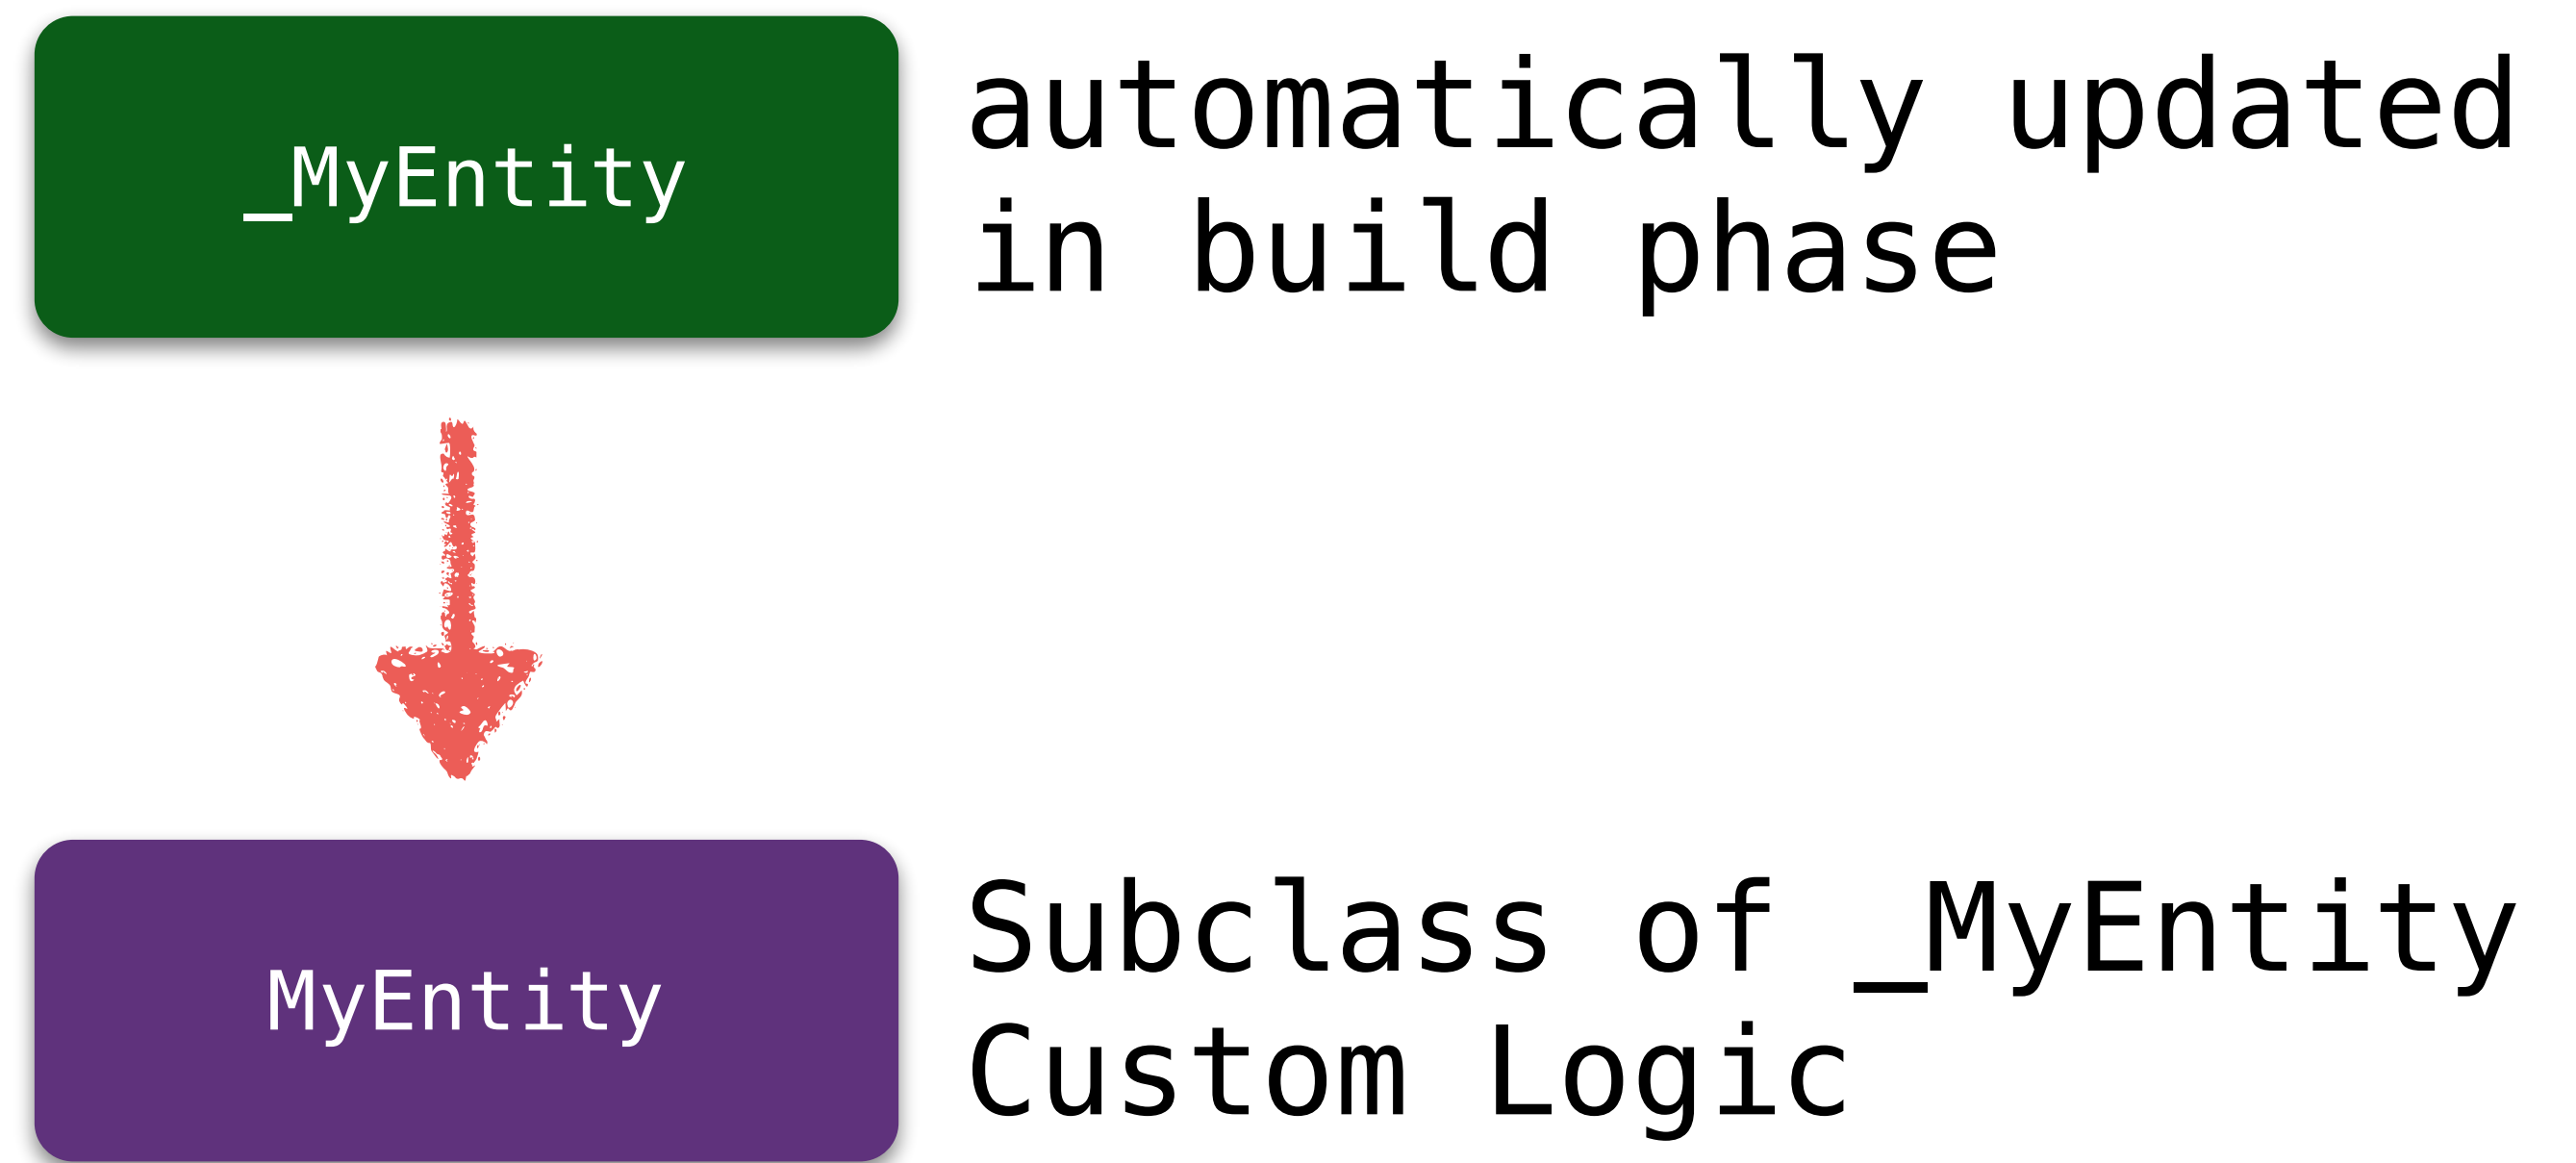 _MyEntity
automatically updated
in build phase
MyEntity
Subclass of _MyEntity
Custom Logic